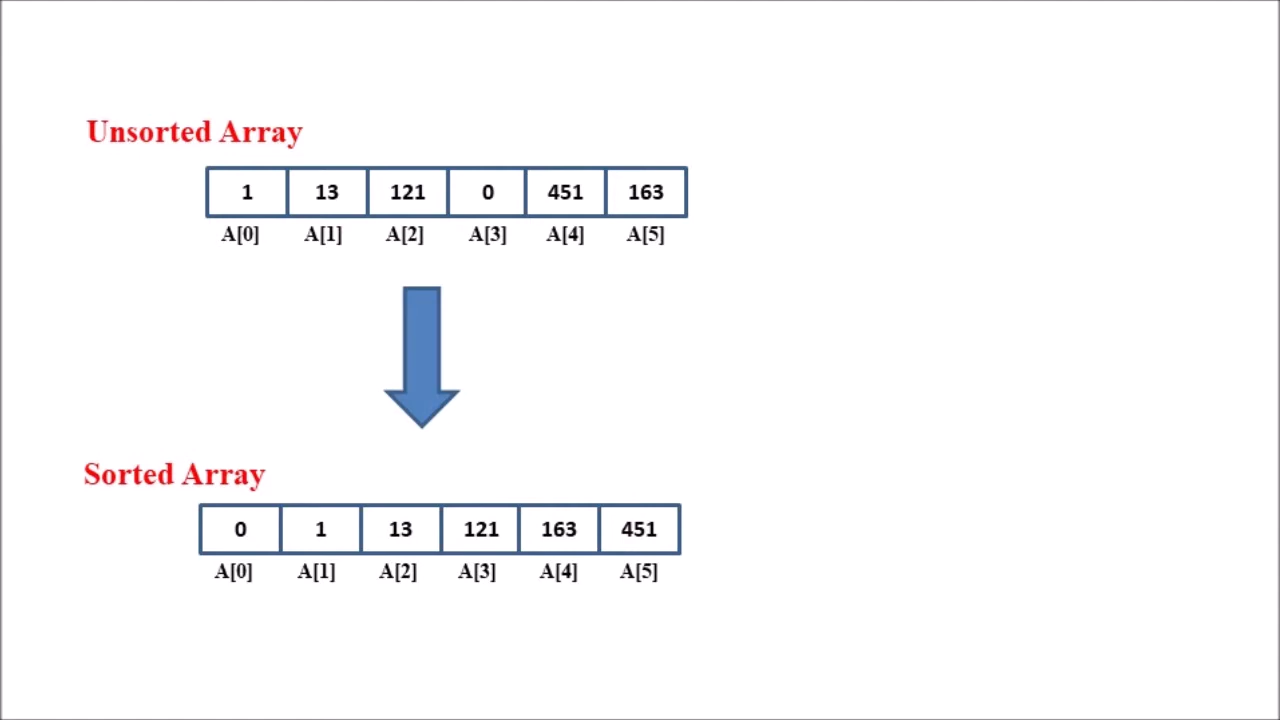 Unsorted Array
1 13 121 0 451 163
A[0] A[1] A[2] A[3] A[4] A[5]
Sorted Array
0 1 13 121 163 451
A[0] A[1] A[2] A[3] A[4] A[5]